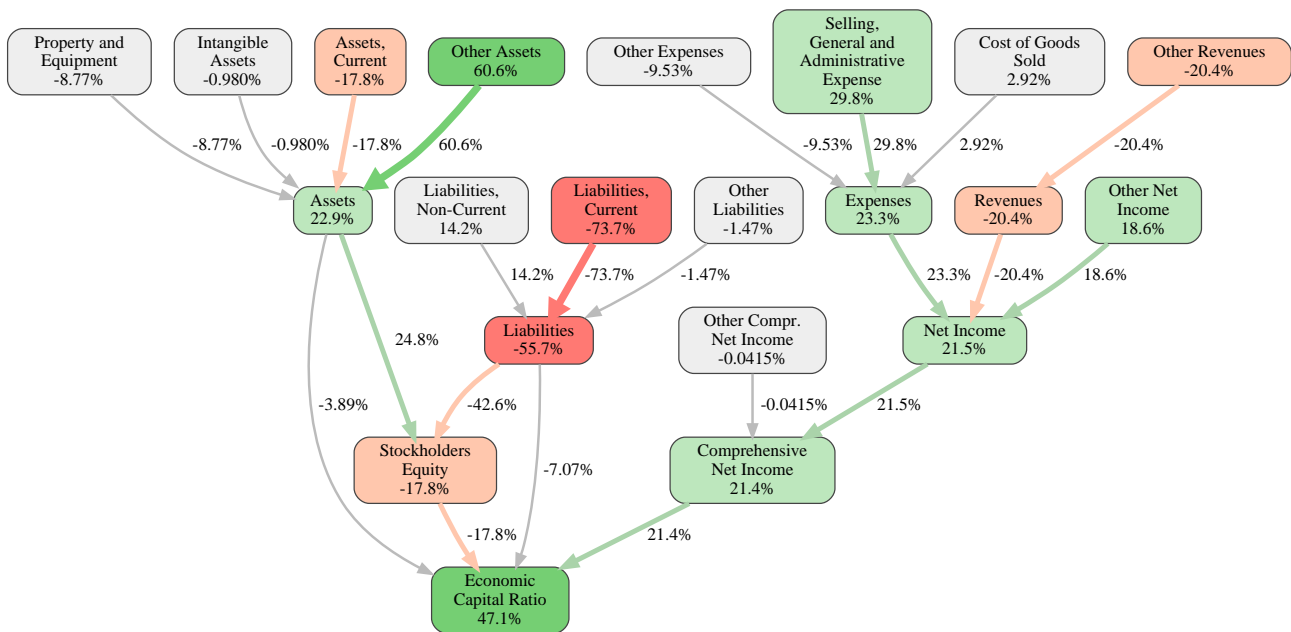 Property and
Equipment
-8.77%
Intangible
Assets
-0.980%
Assets,
Current
-17.8%
Other Assets
60.6%
Other Expenses
-9.53%
Selling,
General and
Administrative
Expense
29.8%
Cost of Goods
Sold
2.92%
Other Revenues
-20.4%
-8.77%
-0.980%
-17.8%
60.6%
-9.53%
29.8%
2.92%
-20.4%
Assets
22.9%
Liabilities,
Non-Current
14.2%
Liabilities,
Current
-73.7%
Other
Liabilities
-1.47%
Expenses
23.3%
Revenues
-20.4%
Other Net
Income
18.6%
14.2%
-73.7%
-1.47%
23.3%
-20.4%
18.6%
24.8%
Liabilities
-55.7%
Other Compr.
Net Income
-0.0415%
Net Income
21.5%
-3.89%
-42.6%
-0.0415%
21.5%
Stockholders
Equity
-17.8%
-7.07%
Comprehensive
Net Income
21.4%
-17.8%
21.4%
Economic
Capital Ratio
47.1%